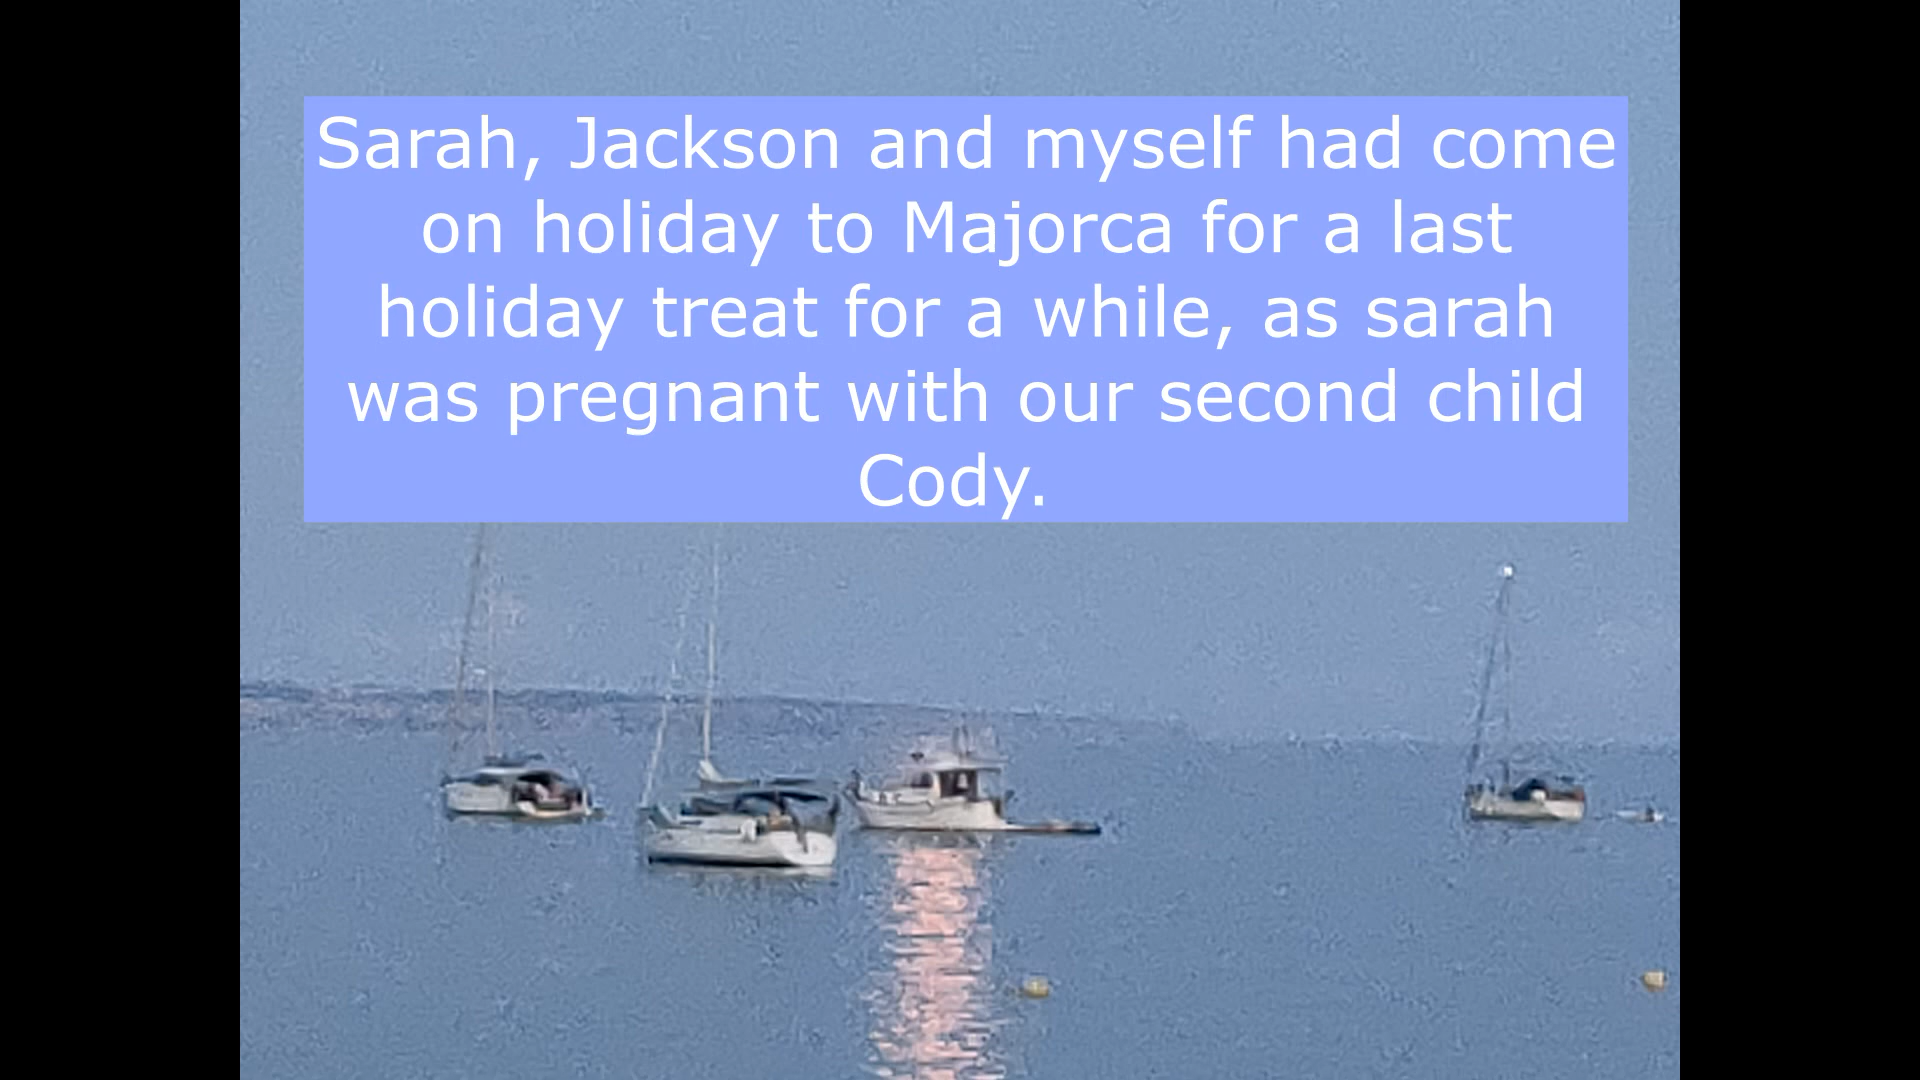 Sarah, Jackson and myself had come
on holiday to Majorca for a last
holiday treat for a while, as sarah
was pregnant with our second child
Cody.